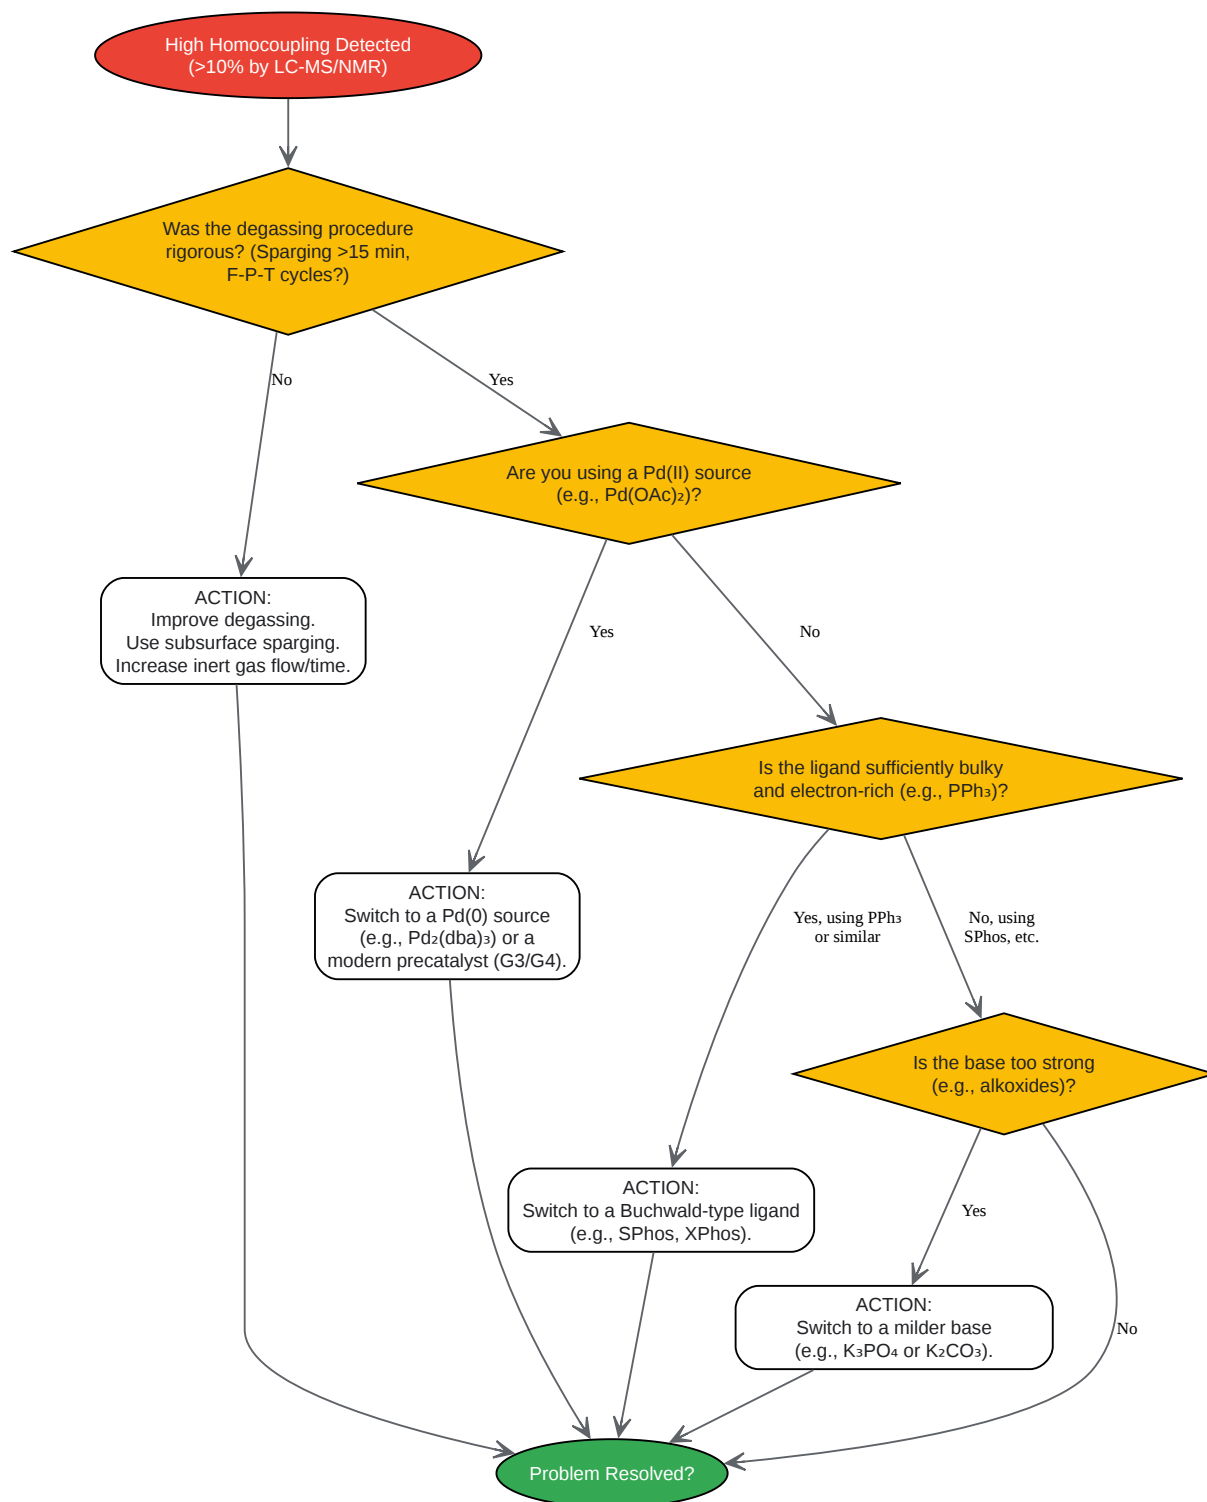 High Homocoupling Detected
(>10% by LC-MS/NMR)
Was the degassing procedure
rigorous? (Sparging >15 min,
F-P-T cycles?)
No
Yes
Are you using a Pd(II) source
(e.g., Pd(OAc)₂)?
ACTION:
Improve degassing.
Use subsurface sparging.
Increase inert gas flow/time.
Yes
No
Is the ligand sufficiently bulky
and electron-rich (e.g., PPh₃)?
ACTION:
Switch to a Pd(0) source
(e.g., Pd₂(dba)₃) or a
modern precatalyst (G3/G4).
Yes, using PPh₃
or similar
No, using
SPhos, etc.
Is the base too strong
(e.g., alkoxides)?
ACTION:
Switch to a Buchwald-type ligand
(e.g., SPhos, XPhos).
Yes
ACTION:
Switch to a milder base
(e.g., K₃PO₄ or K₂CO₃).
No
Problem Resolved?